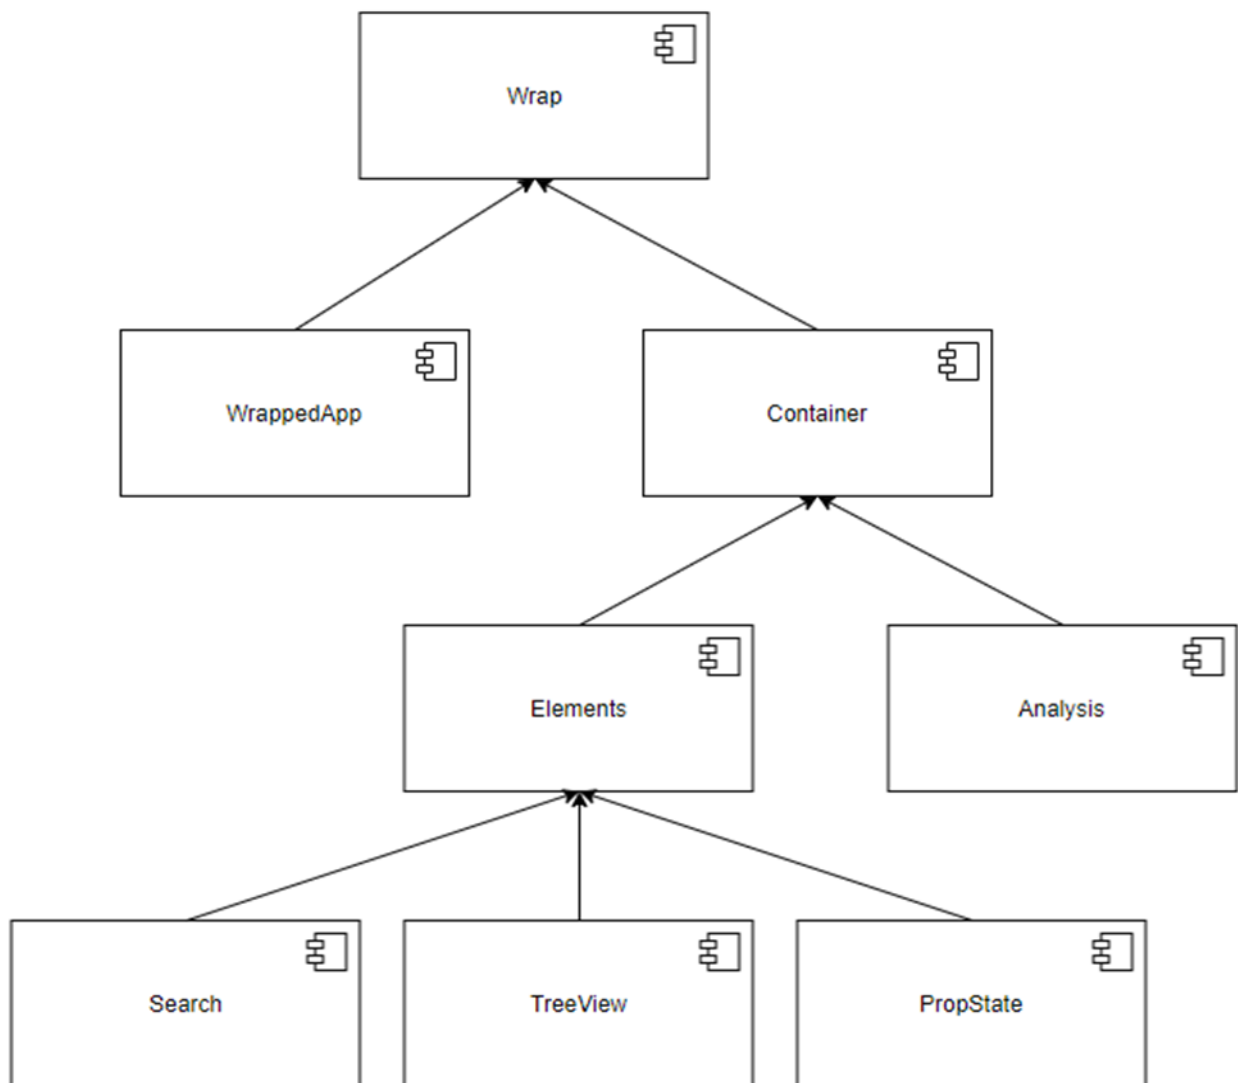 Wrap
WrappedApp
Container
Elements
Analysis
Search
TreeView
PropState